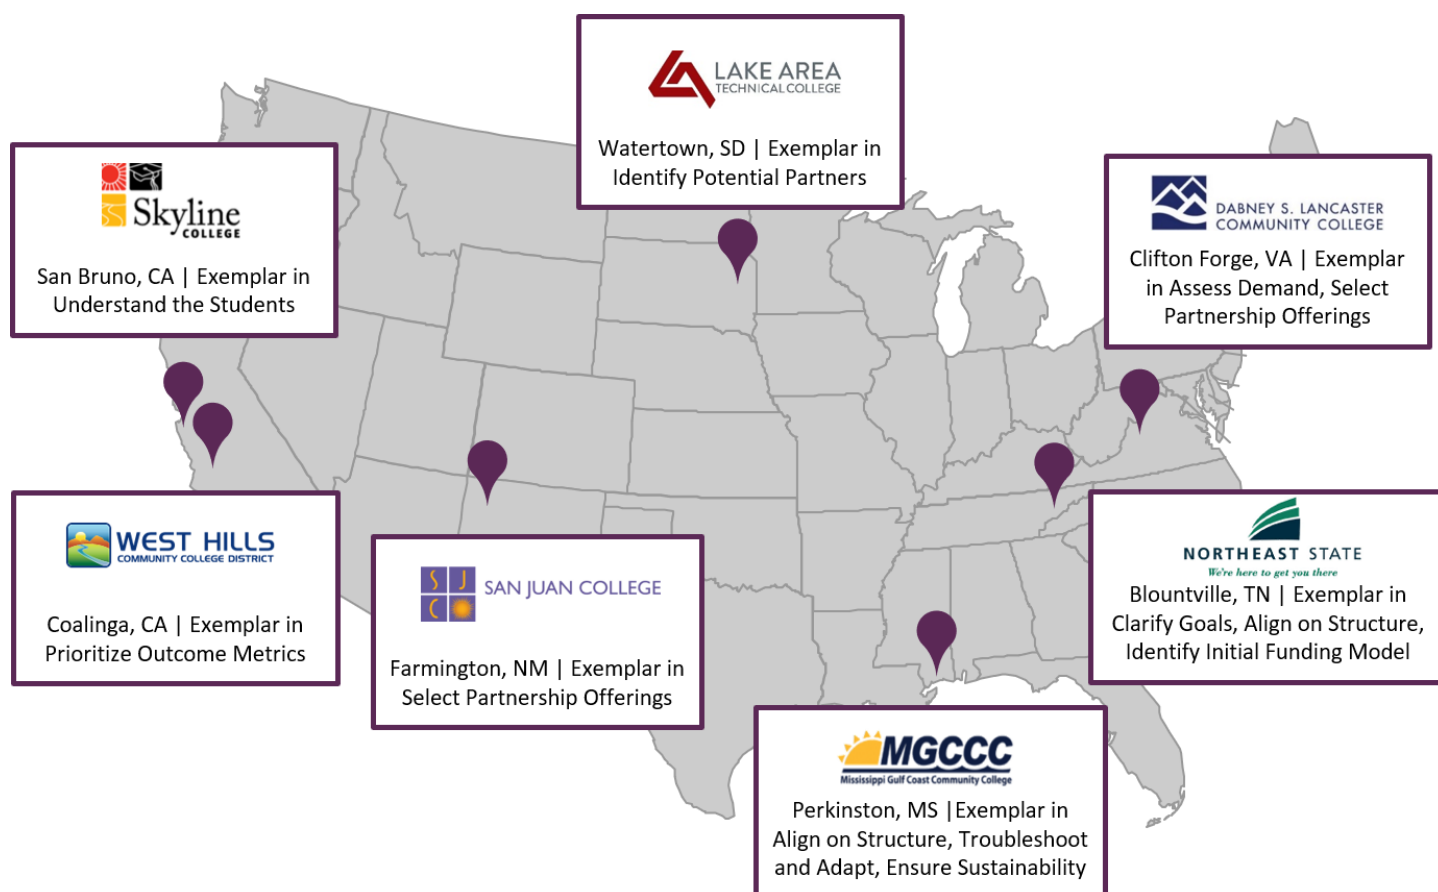 LAKE AREA
TECHNICAL COLLEGE
Watertown, SD | Exemplar in
Identify Potential Partners
Skyline
COLLEGE
San Bruno, CA | Exemplar in
Understand the Students
DABNEY S. LANCASTER
COMMUNITY COLLEGE
Clifton Forge, VA | Exemplar
in Assess Demand, Select
Partnership Offerings
WEST HILLS
COMMUNITY COLLEGE DISTRICT
Coalinga, CA | Exemplar in
Prioritize Outcome Metrics
SJ
C
SAN JUAN COLLEGE
Farmington, NM | Exemplar in
Select Partnership Offerings
NORTHEAST STATE
We're here to get you there
Blountville, TN | Exemplar in
Clarify Goals, Align on Structure,
Identify Initial Funding Model
MGCCC
Mississippi Gulf Coast Community College
Perkinston, MS |Exemplar in
Align on Structure, Troubleshoot
and Adapt, Ensure Sustainability